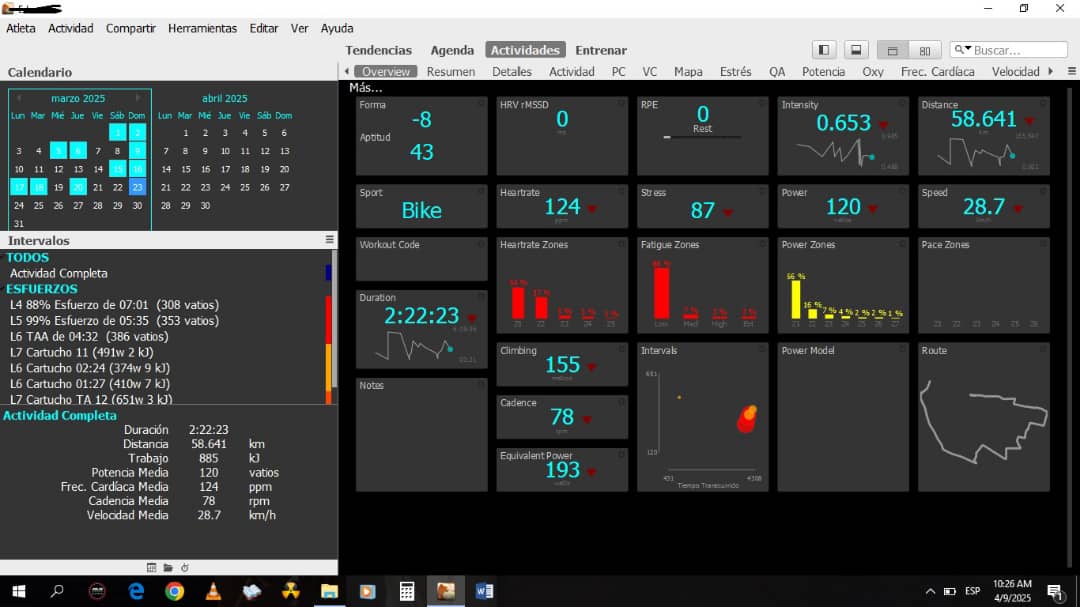 Atleta Actividad Compartir Herramientas Editar Ver Ayuda
Tendencias Agenda Actividades Entrenar
Buscar...
Calendario
Overview Resumen Detalles Actividad PC VC Mapa Estrés QA Potencia Oxy Frec. Cardíaca Velocidad
Más...
marzo 2025
Lun Mar Mié Jue Vie Sáb Dom
1 2
3 4 5 6 7 8 9
10 11 12 13 14 15 16
17 18 19 20 21 22 23
24 25 26 27 28 29 30
31
abril 2025
Lun Mar Mié Jue Vie Sáb Dom
1 2 3 4 5 6
7 8 9 10 11 12 13
14 15 16 17 18 19 20
21 22 23 24 25 26 27
28 29 30
Intervalos
TODOS
Actividad Completa
ESFUERZOS
L4 88% Esfuerzo de 07:01 (308 vatios)
L5 99% Esfuerzo de 05:35 (353 vatios)
L6 TAA de 04:32 (386 vatios)
L7 Cartucho 11 (491w 2 kJ)
L6 Cartucho 02:24 (374w 9 kJ)
L6 Cartucho 01:27 (410w 7 kJ)
L7 Cartucho TA 12 (651w 3 kJ)
Actividad Completa
Duración 2:22:23
Distancia 58.641 km
Trabajo 885 kJ
Potencia Media 120 vatios
Frec. Cardíaca Media 124 ppm
Cadencia Media 78 rpm
Velocidad Media 28.7 km/h
Forma
-8
Aptitud
43
HRV rMSSD
0
ms
RPE
0
Rest
Intensity
0.653
Distance
58.641
km
Sport
Bike
Heartrate
124
ppm
Stress
87
Power
120
vatios
Speed
28.7
km/h
Workout Code
Heartrate Zones
Z1 Z2 Z3 Z4 Z5
Fatigue Zones
Low Med High Ext
Power Zones
66 %
16 % 7 % 4 % 2 % 2 % 1 %
Z1 Z2 Z3 Z4 Z5 Z6 Z7
Pace Zones
Z1 Z2 Z3 Z4 Z5 Z6
Duration
2:22:23
Climbing
155
metros
Cadence
78
rpm
Equivalent Power
193
vatios
Notes
Intervals
120
Tiempo Transcurrido
Power Model
Route
ESP
10:26 AM
4/9/2025